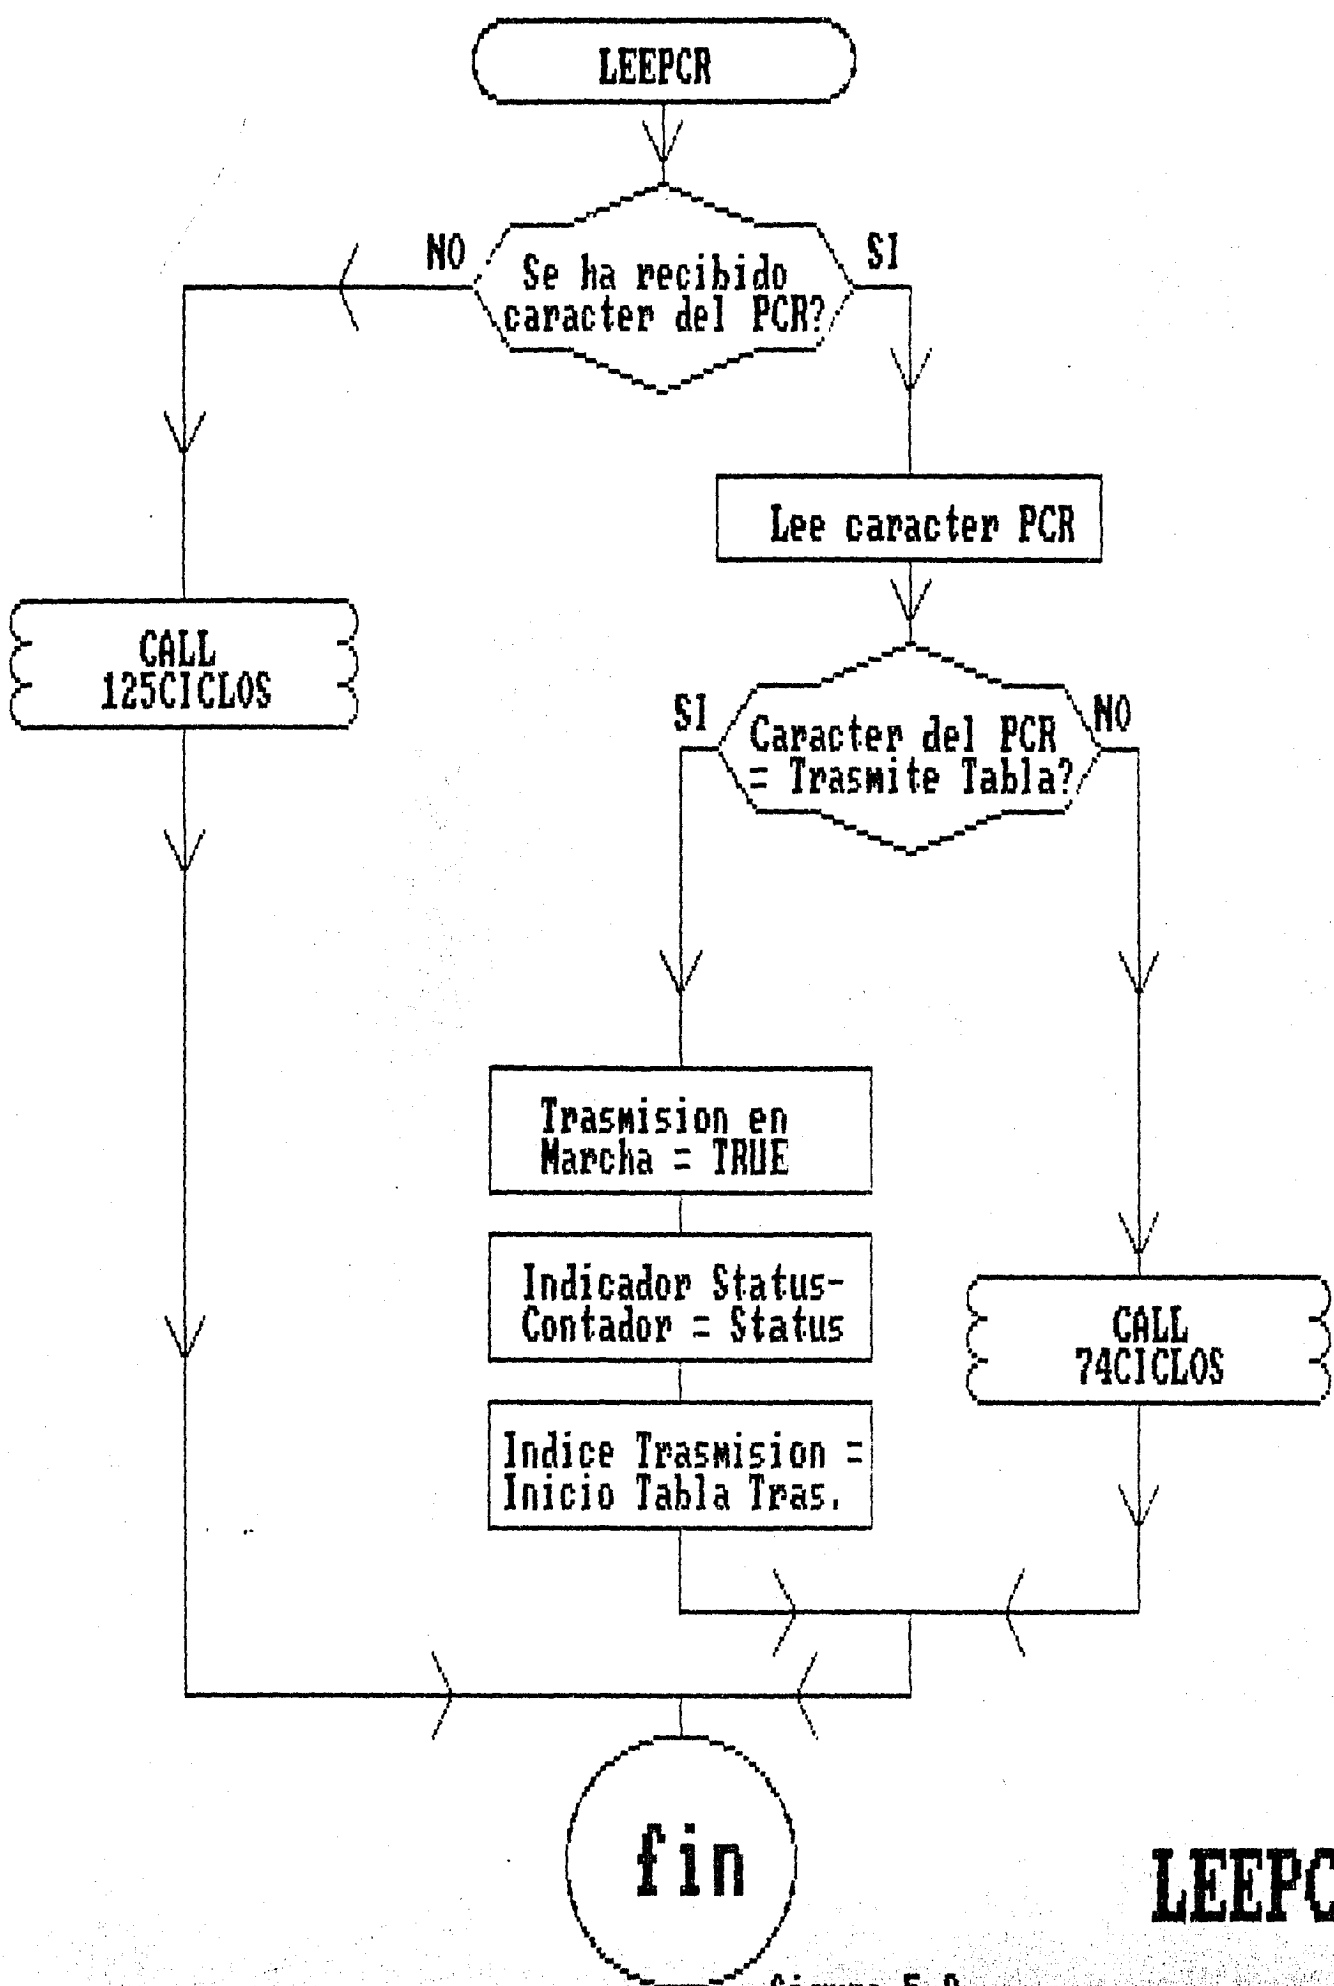 LEEPCR
NO
SI
Se ha recibido
caracter del PCR?
Lee caracter PCR
CALL
125CICLOS
SI
NO
Caracter del PCR
= Trasmite Tabla?
Trasmision en
Marcha = TRUE
Indicador Status-
Contador = Status
CALL
74CICLOS
Indice Trasmision =
Inicio Tabla Tras.
fin
LEEPC